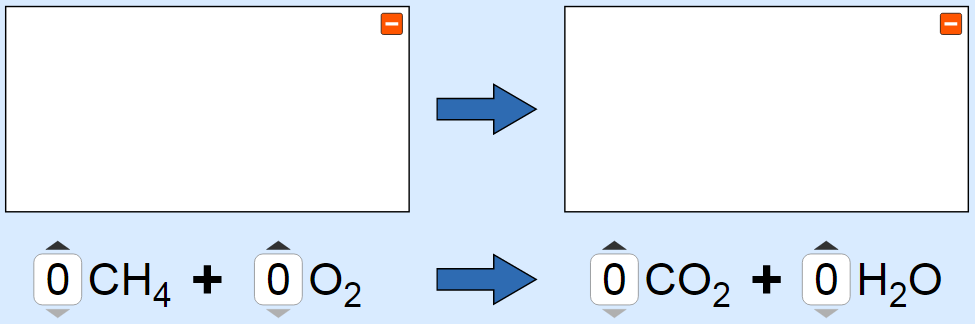 0 CH₄ + 0 O₂ 0 CO₂ + 0 H₂O